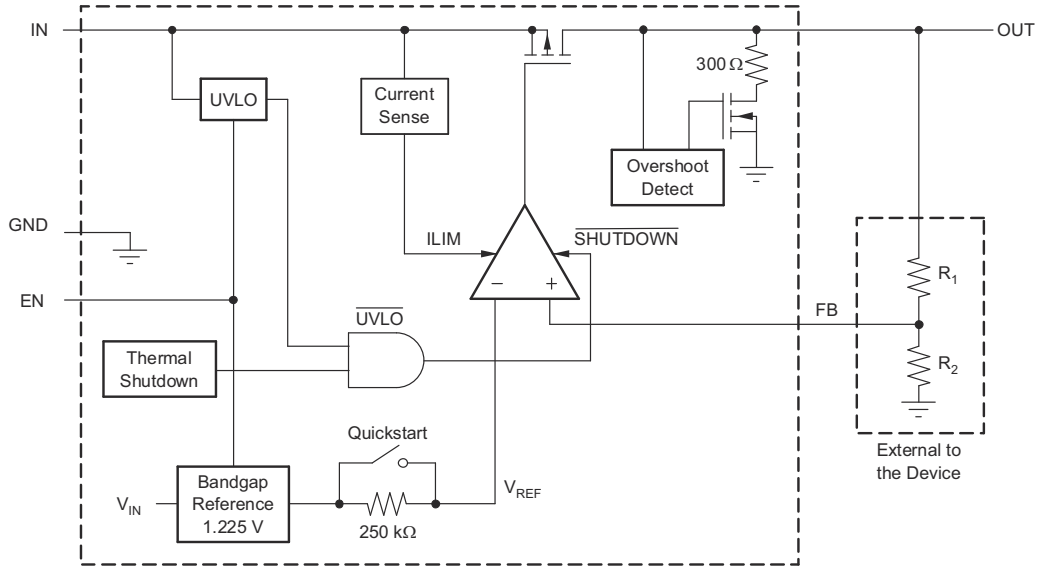 IN
OUT
300 Ω
UVLO
Current
Sense
Overshoot
Detect
GND
ILIM
SHUTDOWN
R1
EN
− +
FB
UVLO
Thermal
Shutdown
R2
Quickstart
External to
the Device
Bandgap
Reference
1.225 V
VIN
VREF
250 kΩ